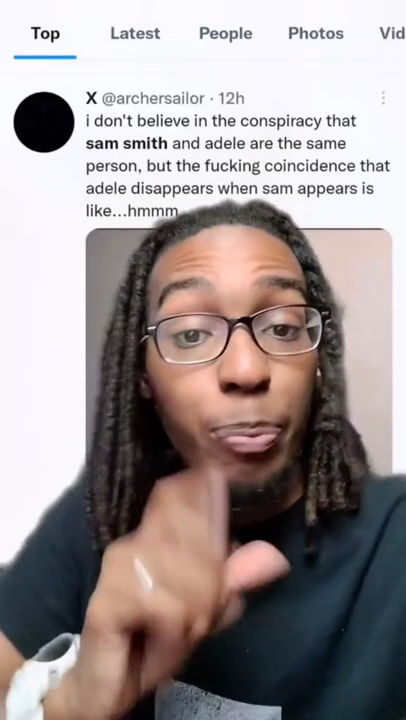 Top Latest People Photos Vid
X @archersailor · 12h
i don't believe in the conspiracy that
sam smith and adele are the same
person, but the fucking coincidence that
adele disappears when sam appears is
like...hmmm